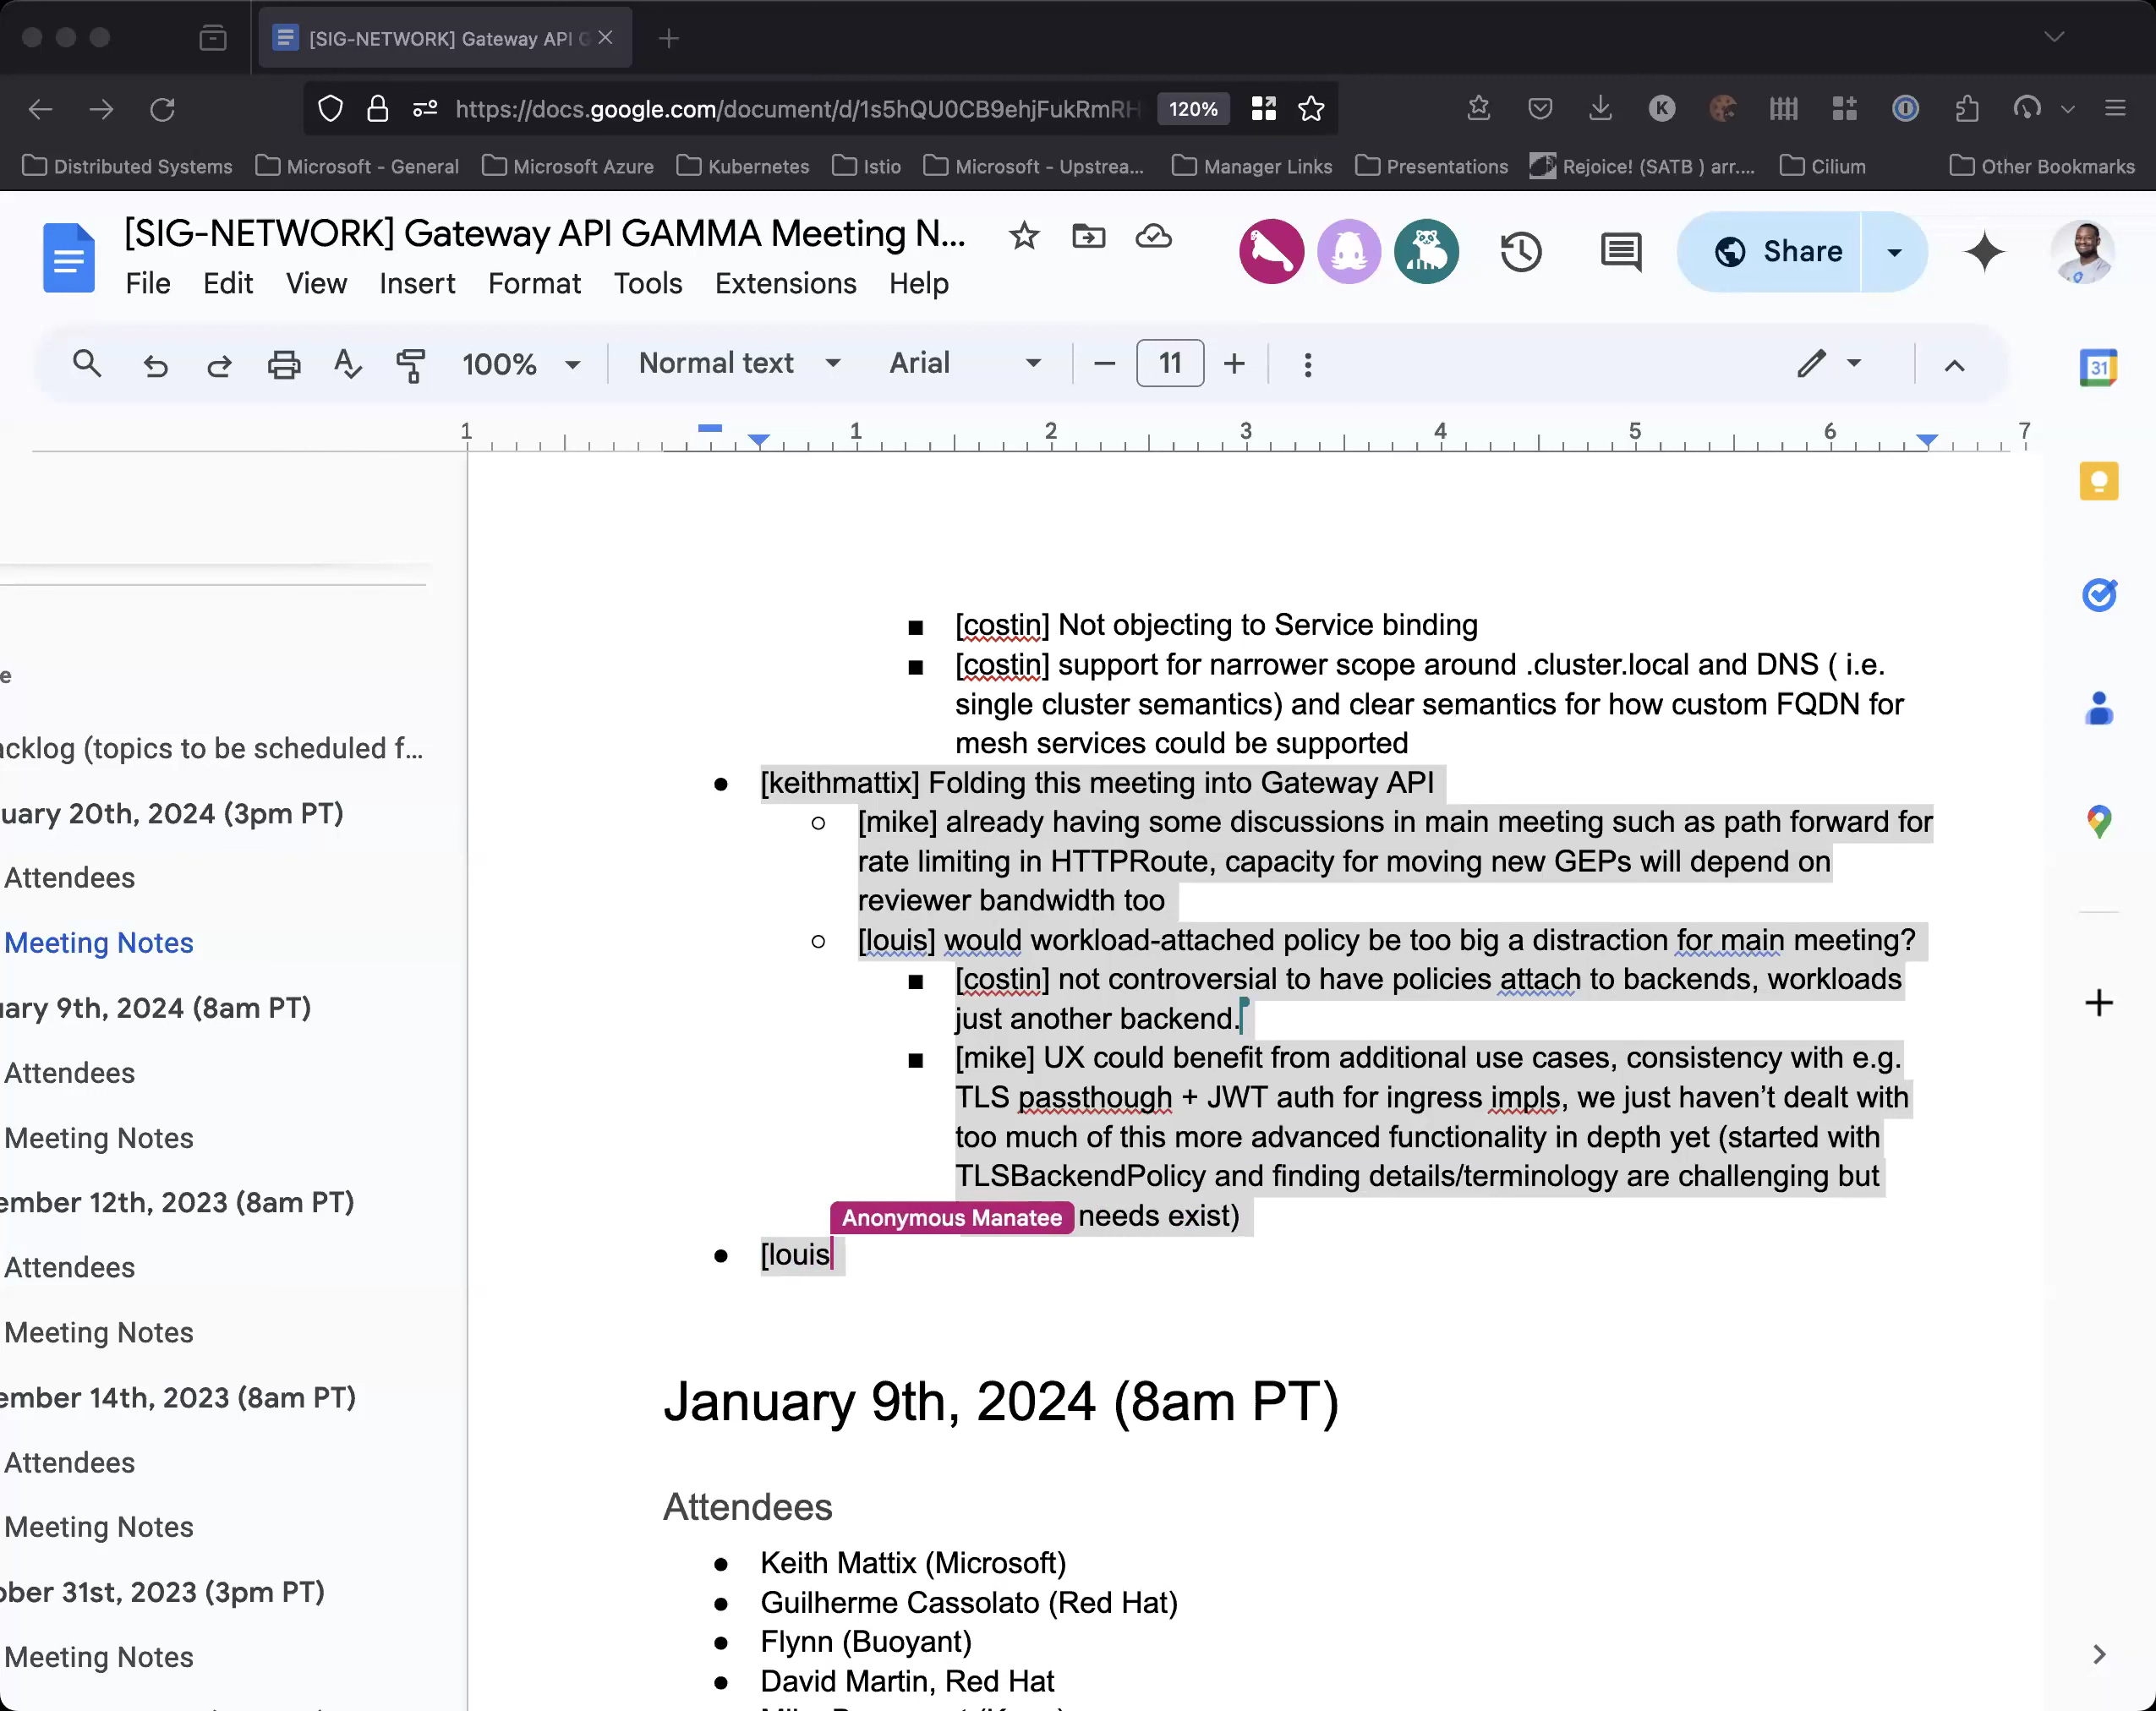 [SIG-NETWORK] Gateway API G
https://docs.google.com/document/d/1s5hQU0CB9ehjFukRmRH
120%
K
Distributed Systems
Microsoft - General
Microsoft Azure
Kubernetes
Istio
Microsoft - Upstrea...
Manager Links
Presentations
Rejoice! (SATB ) arr....
Cilium
Other Bookmarks
[SIG-NETWORK] Gateway API GAMMA Meeting N...
Share
File Edit View Insert Format Tools Extensions Help
100%
Normal text
Arial
11
31
1 1 2 3 4 5 6 7
e
acklog (topics to be scheduled f...
uary 20th, 2024 (3pm PT)
Attendees
Meeting Notes
uary 9th, 2024 (8am PT)
Attendees
Meeting Notes
ember 12th, 2023 (8am PT)
Attendees
Meeting Notes
ember 14th, 2023 (8am PT)
Attendees
Meeting Notes
ober 31st, 2023 (3pm PT)
Meeting Notes
■ [costin] Not objecting to Service binding
■ [costin] support for narrower scope around .cluster.local and DNS ( i.e.
single cluster semantics) and clear semantics for how custom FQDN for
mesh services could be supported
● [keithmattix] Folding this meeting into Gateway API
○ [mike] already having some discussions in main meeting such as path forward for
rate limiting in HTTPRoute, capacity for moving new GEPs will depend on
reviewer bandwidth too
○ [louis] would workload-attached policy be too big a distraction for main meeting?
■ [costin] not controversial to have policies attach to backends, workloads
just another backend.
■ [mike] UX could benefit from additional use cases, consistency with e.g.
TLS passthough + JWT auth for ingress impls, we just haven’t dealt with
too much of this more advanced functionality in depth yet (started with
TLSBackendPolicy and finding details/terminology are challenging but
Anonymous Manatee needs exist)
● [louis
January 9th, 2024 (8am PT)
Attendees
● Keith Mattix (Microsoft)
● Guilherme Cassolato (Red Hat)
● Flynn (Buoyant)
● David Martin, Red Hat